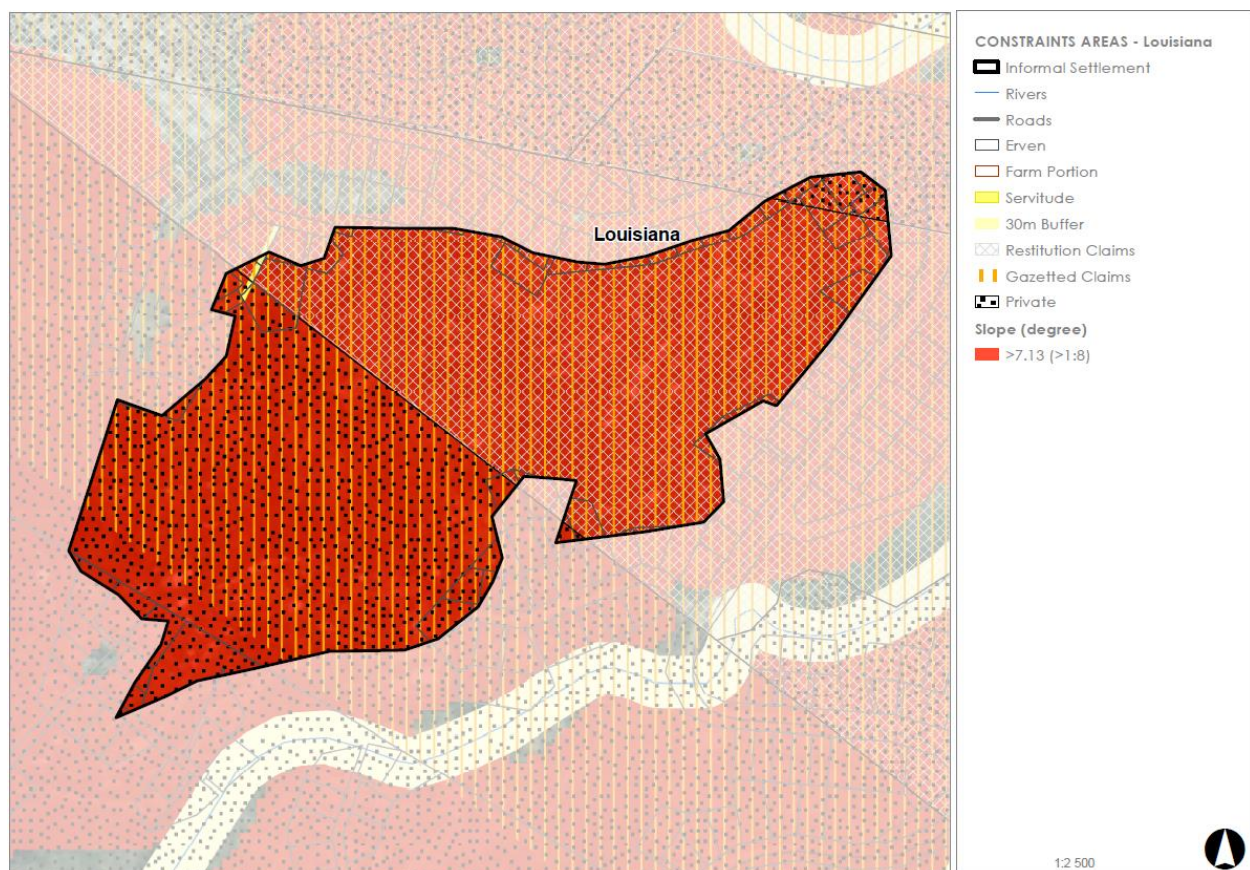 Louisiana
CONSTRAINTS AREAS - Louisiana
Informal Settlement
Rivers
Roads
Erven
Farm Portion
Servitude
30m Buffer
Restitution Claims
Gazetted Claims
Private
Slope (degree)
>7.13 (>1:8)
1:2 500